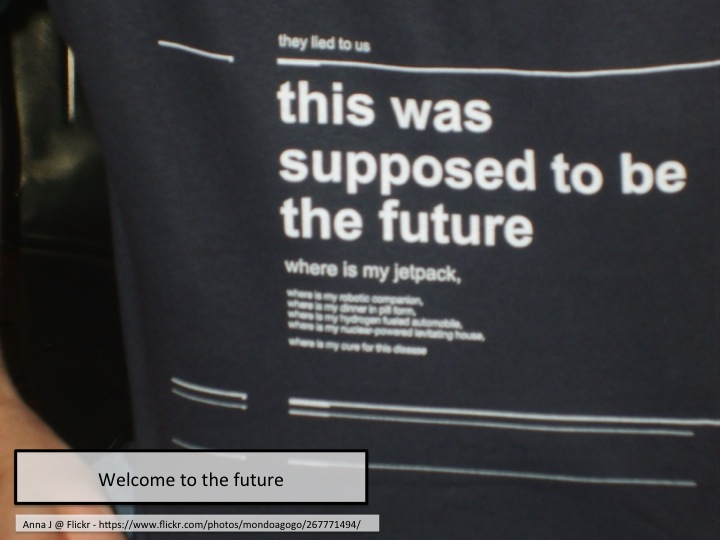 they lied to us
this was
supposed to be
the future
where is my jetpack,
where is my robotic companion,
where is my dinner in pill form,
where is my hydrogen fueled automobile,
where is my nuclear-powered levitating house,
where is my cure for this disease
Welcome to the future
Anna J @ Flickr - https://www.flickr.com/photos/mondoagogo/267771494/